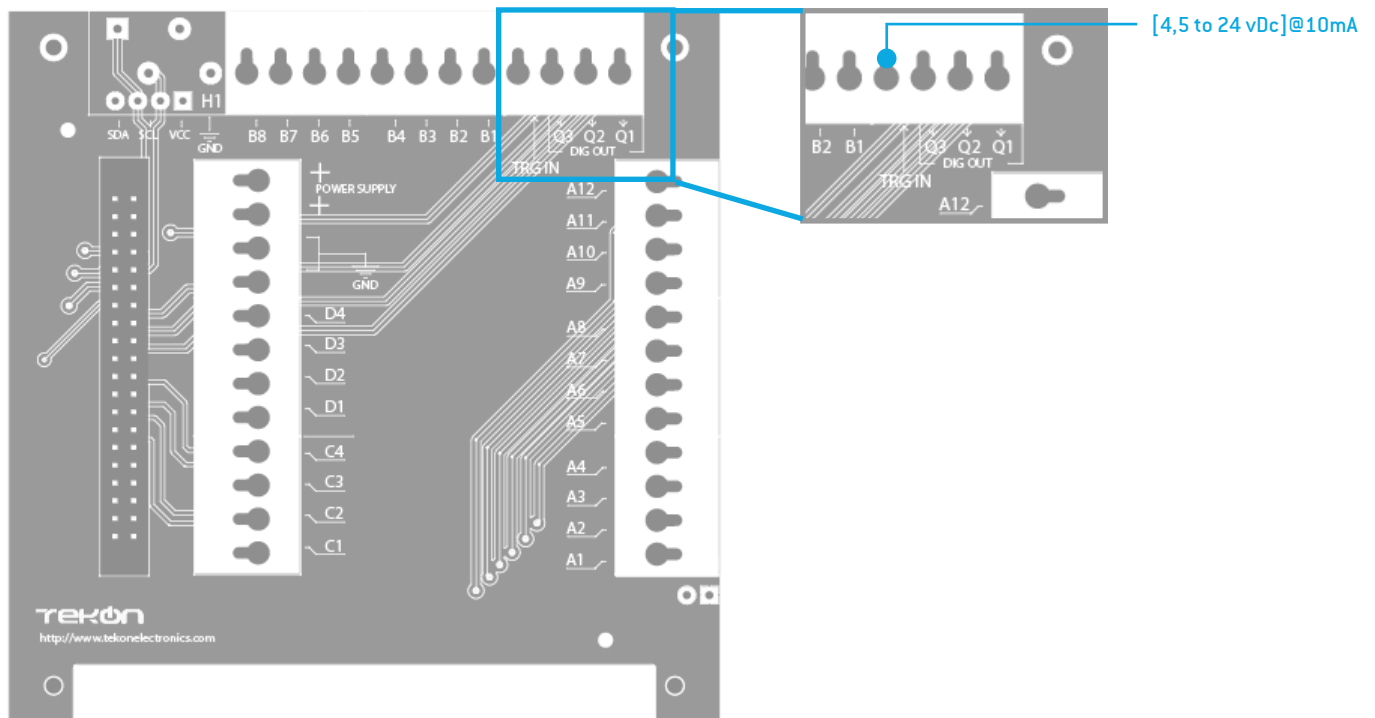 [4,5 to 24 vDc]@10mA
H1
SDA SCL VCC GND B8 B7 B6 B5 B4 B3 B2 B1 Q3 Q2 Q1
DIG OUT
TRG IN
B2 B1 Q3 Q2 Q1
DIG OUT
TRG IN
A12
+
POWER SUPPLY
+
GND
D4
D3
D2
D1
C4
C3
C2
C1
A12
A11
A10
A9
A8
A7
A6
A5
A4
A3
A2
A1
TEKON
http://www.tekonelectronics.com